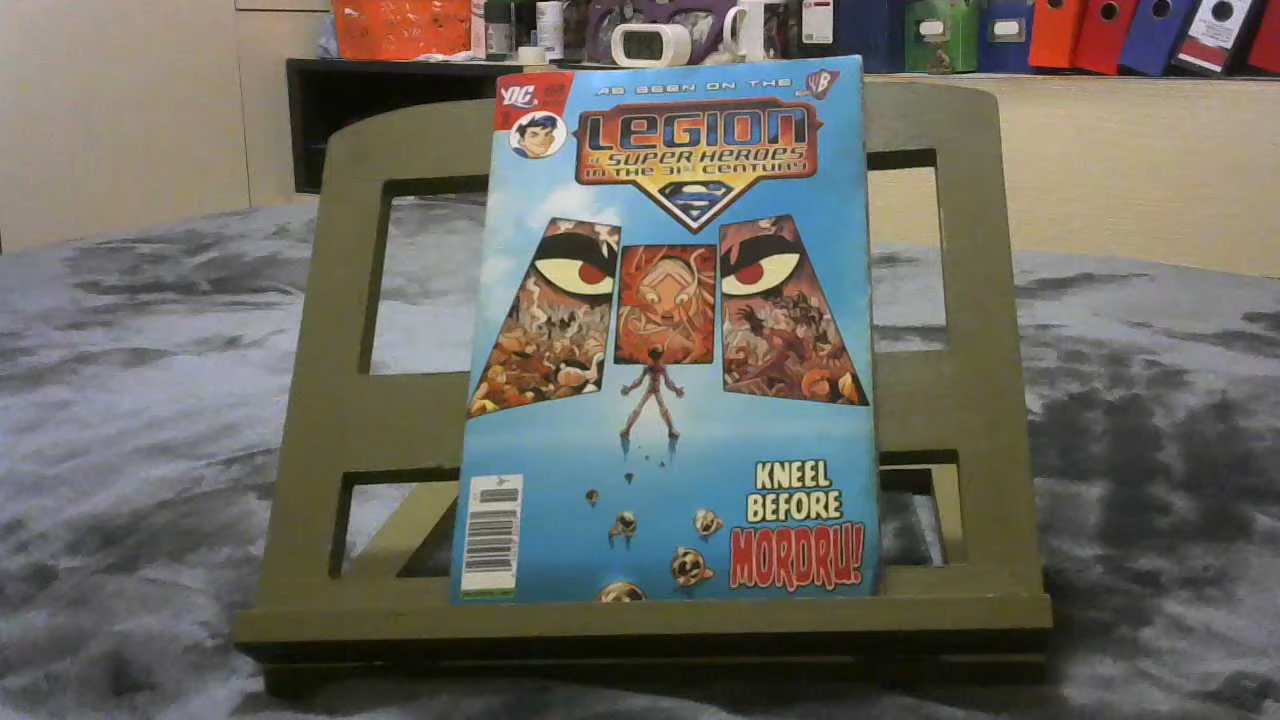 AS SEEN ON THE WB
DC
LEGION
OF SUPER HEROES
IN THE 31ST CENTURY
S
KNEEL
BEFORE
MORDRU!